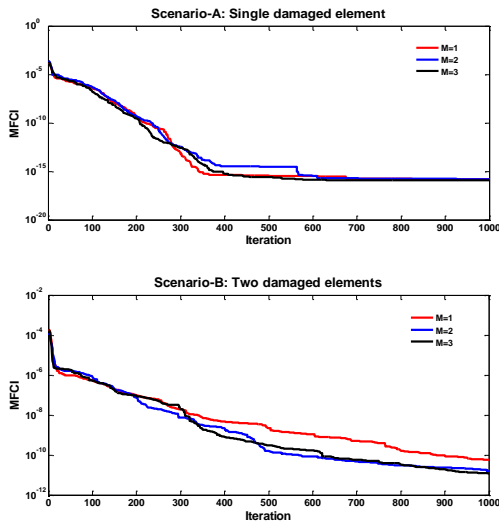 Scenario-A: Single damaged element
10^0
10^-5
10^-10
10^-15
10^-20
MFCI
M=1
M=2
M=3
0 100 200 300 400 500 600 700 800 900 1000
Iteration
Scenario-B: Two damaged elements
10^-2
10^-4
10^-6
10^-8
10^-10
10^-12
MFCI
M=1
M=2
M=3
0 100 200 300 400 500 600 700 800 900 1000
Iteration